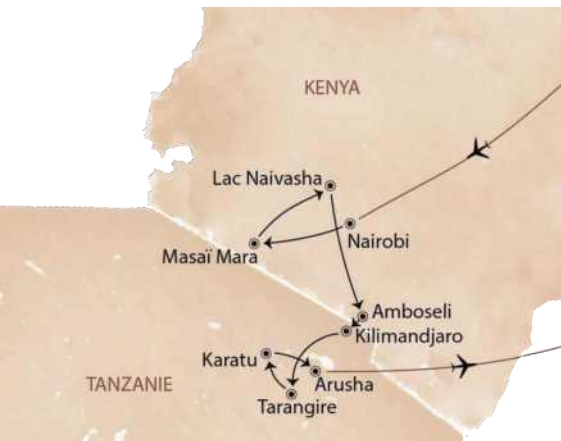 KENYA
Lac Naivasha
Nairobi
Masaï Mara
Amboseli
Kilimandjaro
Karatu
Arusha
TANZANIE
Tarangire